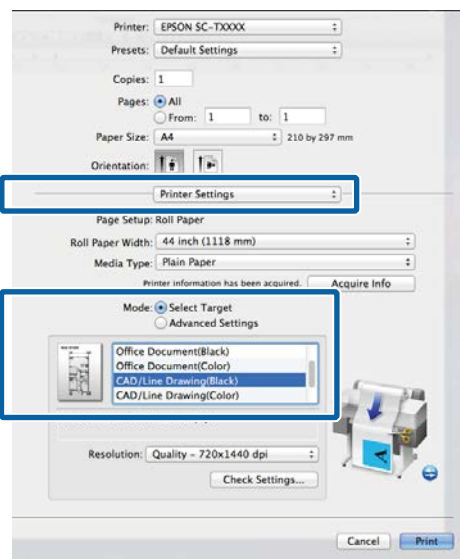 Printer: EPSON SC-TXXXX
Presets: Default Settings
Copies: 1
Pages: All
From: 1 to: 1
Paper Size: A4 210 by 297 mm
Orientation:
Printer Settings
Page Setup: Roll Paper
Roll Paper Width: 44 inch (1118 mm)
Media Type: Plain Paper
Printer information has been acquired. Acquire Info
Mode: Select Target
Advanced Settings
Office Document(Black)
Office Document(Color)
CAD/Line Drawing(Black)
CAD/Line Drawing(Color)
Resolution: Quality - 720x1440 dpi
Check Settings...
Cancel Print